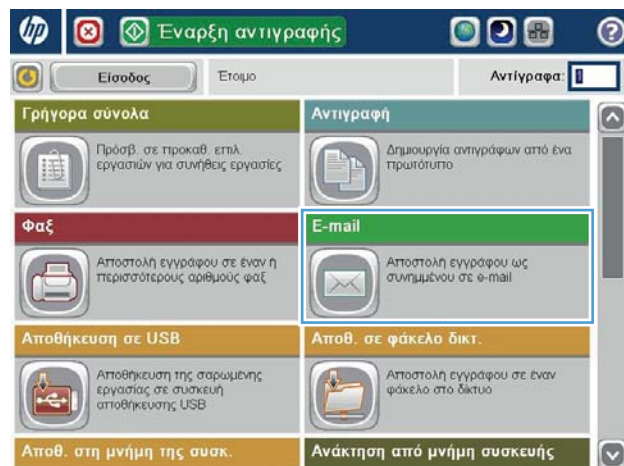 hp
Έναρξη αντιγραφής
?
Είσοδος
Έτοιμο
Αντίγραφα: 1
Γρήγορα σύνολα
Αντιγραφή
Πρόσβ. σε προκαθ. επιλ.
εργασιών για συνήθεις εργασίες
Δημιουργία αντιγράφων από ένα
πρωτότυπο
Φαξ
E-mail
Αποστολή εγγράφου σε έναν ή
περισσότερους αριθμούς φαξ
Αποστολή εγγράφου ως
συνημμένου σε e-mail
Αποθήκευση σε USB
Αποθ. σε φάκελο δικτ.
Αποθήκευση της σαρωμένης
εργασίας σε συσκευή
αποθήκευσης USB
Αποστολή εγγράφου σε έναν
φάκελο στο δίκτυο
Αποθ. στη μνήμη της συσκ.
Ανάκτηση από μνήμη συσκευής